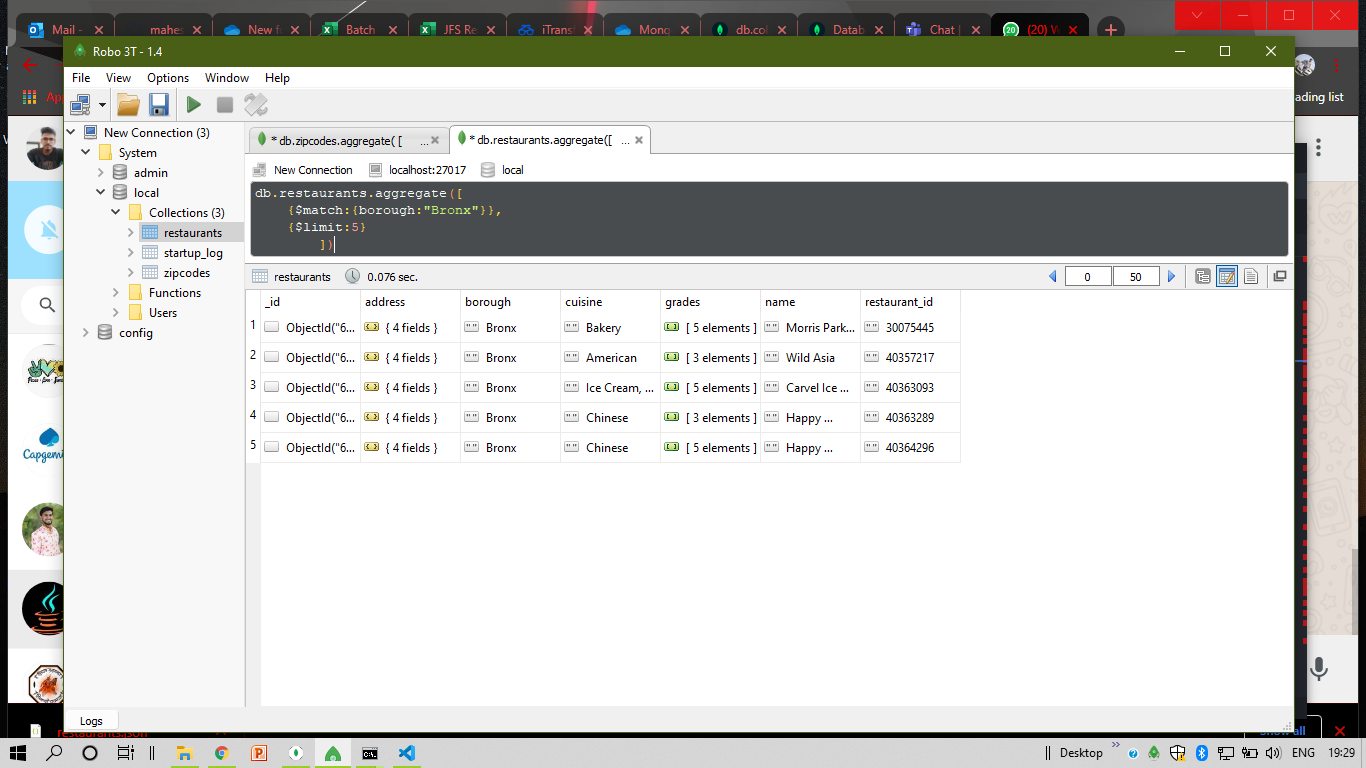 Mail -
mahes
New fi
Batch
JFS Re
iTransf
Mong
db.col
Datab
Chat |
20
(20) W
Robo 3T - 1.4
File View Options Window Help
ading list
New Connection (3)
System
admin
local
Collections (3)
restaurants
startup_log
zipcodes
Functions
Users
config
* db.zipcodes.aggregate( [ ...
* db.restaurants.aggregate([ ...
New Connection localhost:27017 local
db.restaurants.aggregate([
{$match:{borough:"Bronx"}},
{$limit:5}
])
restaurants 0.076 sec. 0 50
_id address borough cuisine grades name restaurant_id
1 ObjectId("6... { 4 fields } Bronx Bakery [ 5 elements ] Morris Park... 30075445
2 ObjectId("6... { 4 fields } Bronx American [ 3 elements ] Wild Asia 40357217
3 ObjectId("6... { 4 fields } Bronx Ice Cream, ... [ 5 elements ] Carvel Ice ... 40363093
4 ObjectId("6... { 4 fields } Bronx Chinese [ 3 elements ] Happy ... 40363289
5 ObjectId("6... { 4 fields } Bronx Chinese [ 5 elements ] Happy ... 40364296
Capgemi
Logs
Desktop
ENG
19:29